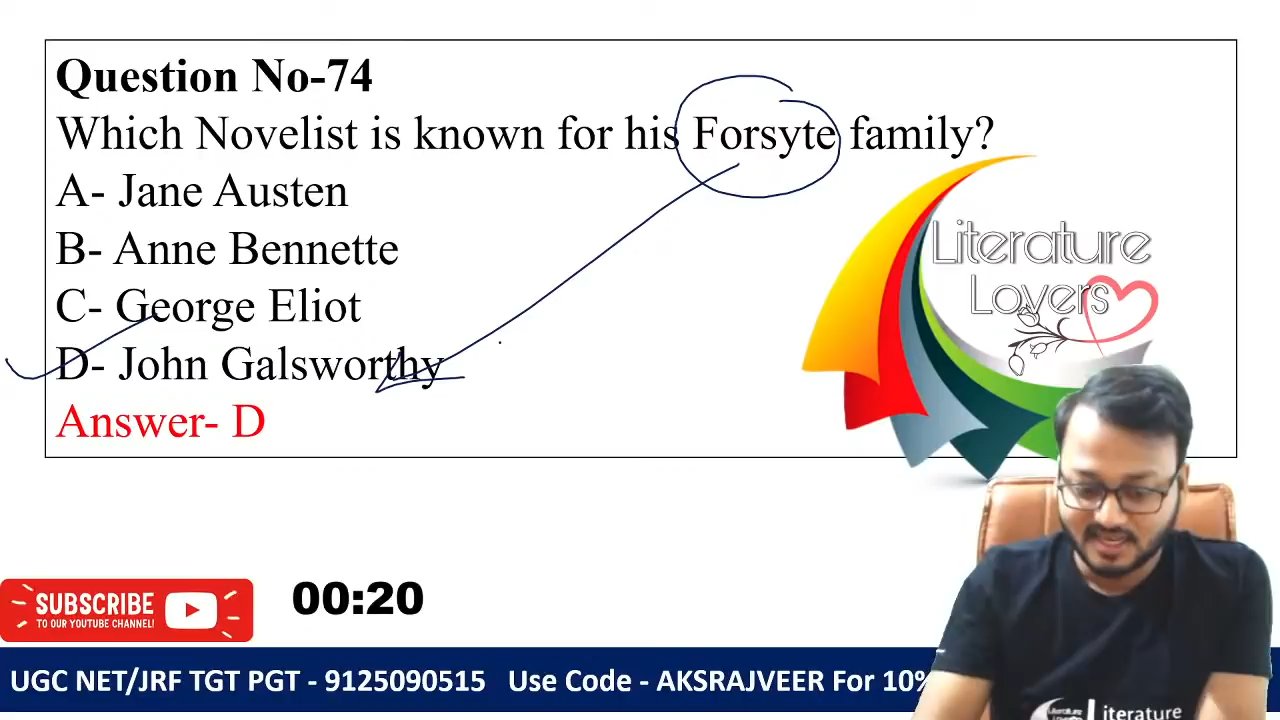 Question No-74
Which Novelist is known for his Forsyte family?
A- Jane Austen
B- Anne Bennette
C- George Eliot
D- John Galsworthy
Answer- D
Literature
Lovers
SUBSCRIBE
TO OUR YOUTUBE CHANNEL!
00:20
UGC NET/JRF TGT PGT - 9125090515 Use Code - AKSRAJVEER For 10%
Literature